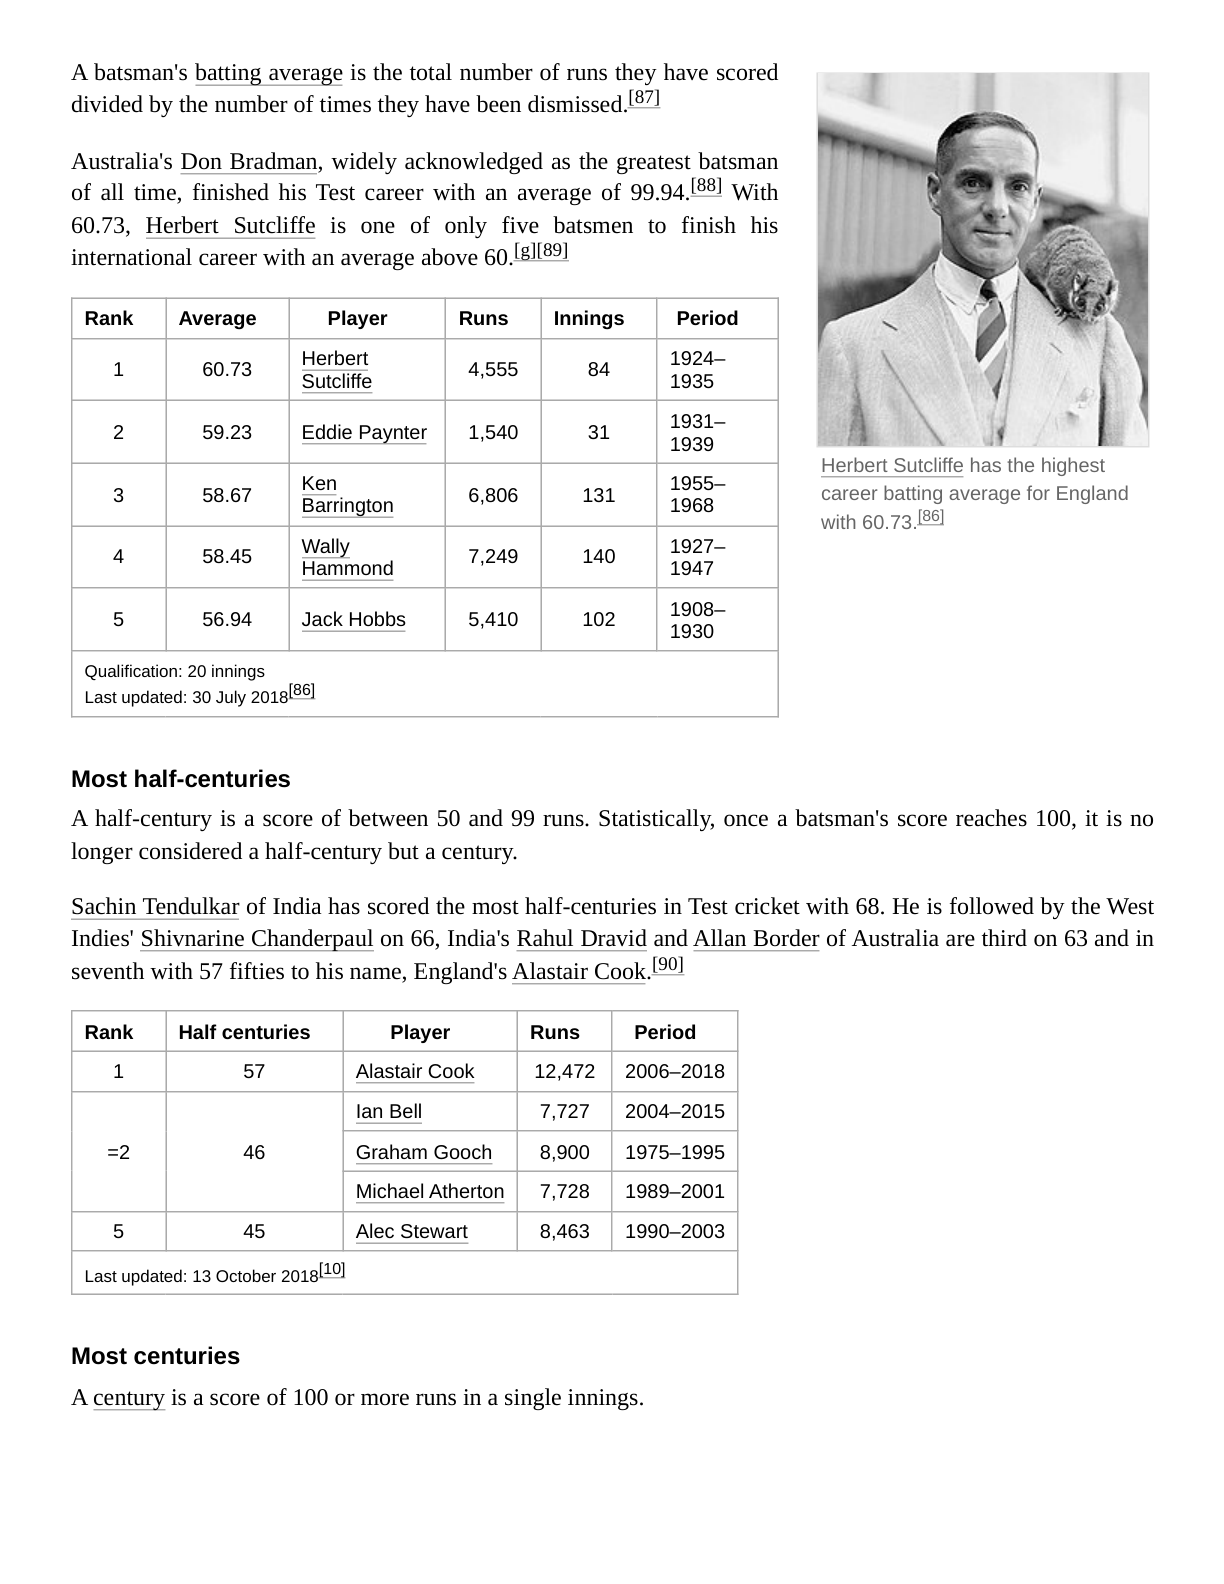 A batsman's batting average is the total number of runs they have scored
divided by the number of times they have been dismissed.[87]
Australia's Don Bradman, widely acknowledged as the greatest batsman
of all time, finished his Test career with an average of 99.94.[88] With
60.73, Herbert Sutcliffe is one of only five batsmen to finish his
international career with an average above 60.[g][89]
Rank Average Player Runs Innings Period
1 60.73 Herbert Sutcliffe 4,555 84 1924–1935
2 59.23 Eddie Paynter 1,540 31 1931–1939
3 58.67 Ken Barrington 6,806 131 1955–1968
4 58.45 Wally Hammond 7,249 140 1927–1947
5 56.94 Jack Hobbs 5,410 102 1908–1930
Qualification: 20 innings
Last updated: 30 July 2018[86]
Herbert Sutcliffe has the highest
career batting average for England
with 60.73.[86]
Most half-centuries
A half-century is a score of between 50 and 99 runs. Statistically, once a batsman's score reaches 100, it is no
longer considered a half-century but a century.
Sachin Tendulkar of India has scored the most half-centuries in Test cricket with 68. He is followed by the West
Indies' Shivnarine Chanderpaul on 66, India's Rahul Dravid and Allan Border of Australia are third on 63 and in
seventh with 57 fifties to his name, England's Alastair Cook.[90]
Rank Half centuries Player Runs Period
1 57 Alastair Cook 12,472 2006–2018
=2 46 Ian Bell 7,727 2004–2015
Graham Gooch 8,900 1975–1995
Michael Atherton 7,728 1989–2001
5 45 Alec Stewart 8,463 1990–2003
Last updated: 13 October 2018[10]
Most centuries
A century is a score of 100 or more runs in a single innings.